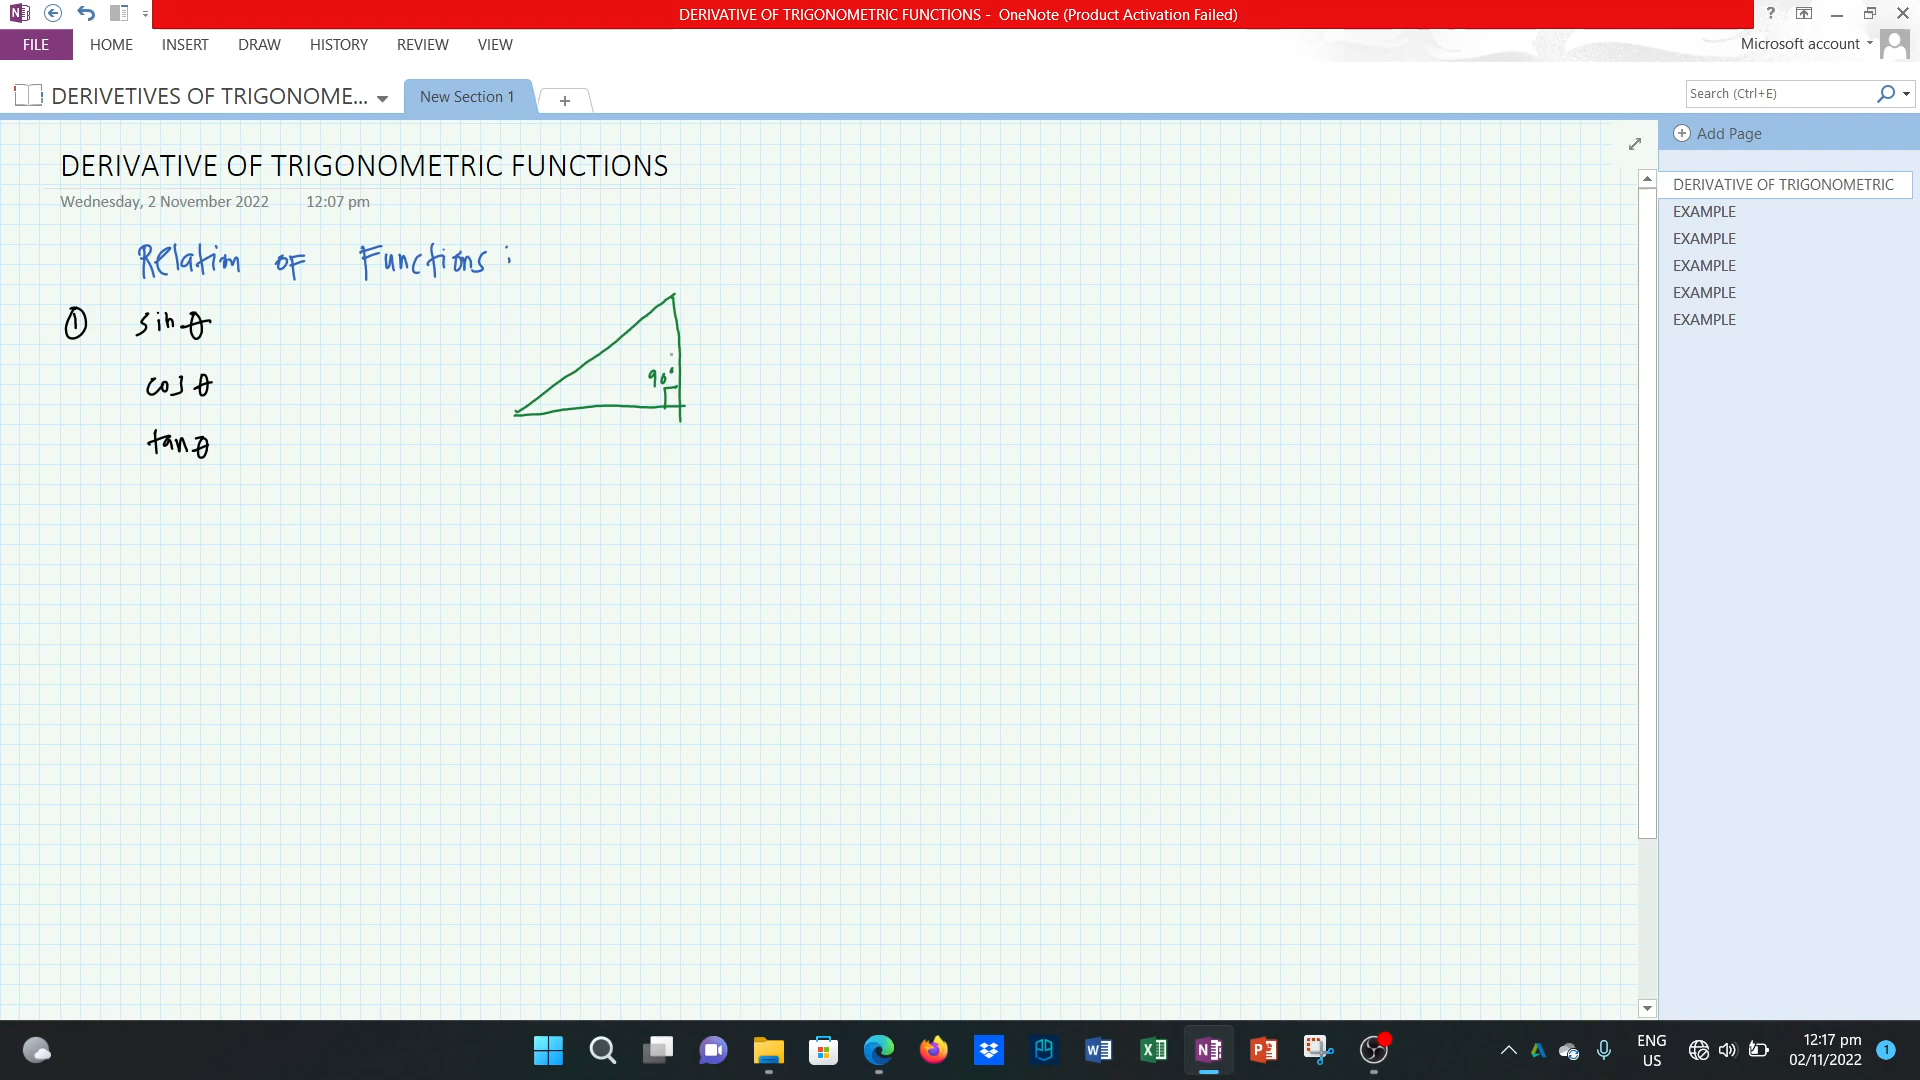 DERIVATIVE OF TRIGONOMETRIC FUNCTIONS - OneNote (Product Activation Failed)
?
FILE HOME INSERT DRAW HISTORY REVIEW VIEW
Microsoft account
DERIVETIVES OF TRIGONOME... New Section 1 +
Search (Ctrl+E)
Add Page
DERIVATIVE OF TRIGONOMETRIC FUNCTIONS
Wednesday, 2 November 2022 12:07 pm
DERIVATIVE OF TRIGONOMETRIC
EXAMPLE
EXAMPLE
EXAMPLE
EXAMPLE
EXAMPLE
Relation of Functions :
① sin θ
cos θ
tan θ
90°
ENG
US
12:17 pm
02/11/2022
1